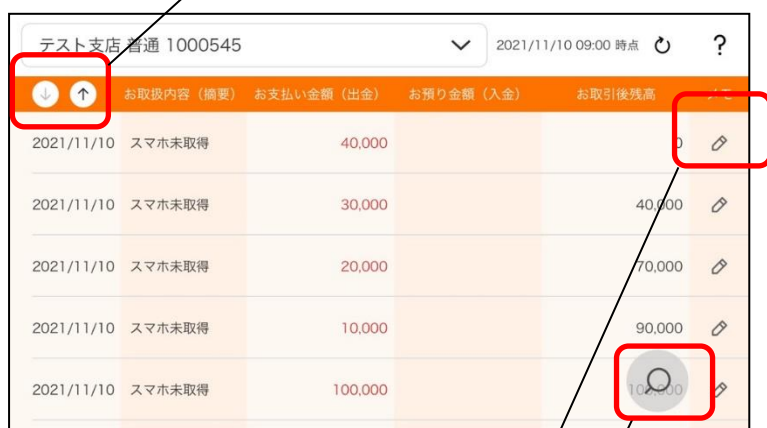 テスト支店 普通 1000545 2021/11/10 09:00 時点 ?
お取扱内容（摘要） お支払い金額（出金） お預り金額（入金） お取引後残高 メモ
2021/11/10 スマホ未取得 40,000 0
2021/11/10 スマホ未取得 30,000 40,000
2021/11/10 スマホ未取得 20,000 70,000
2021/11/10 スマホ未取得 10,000 90,000
2021/11/10 スマホ未取得 100,000 100,000